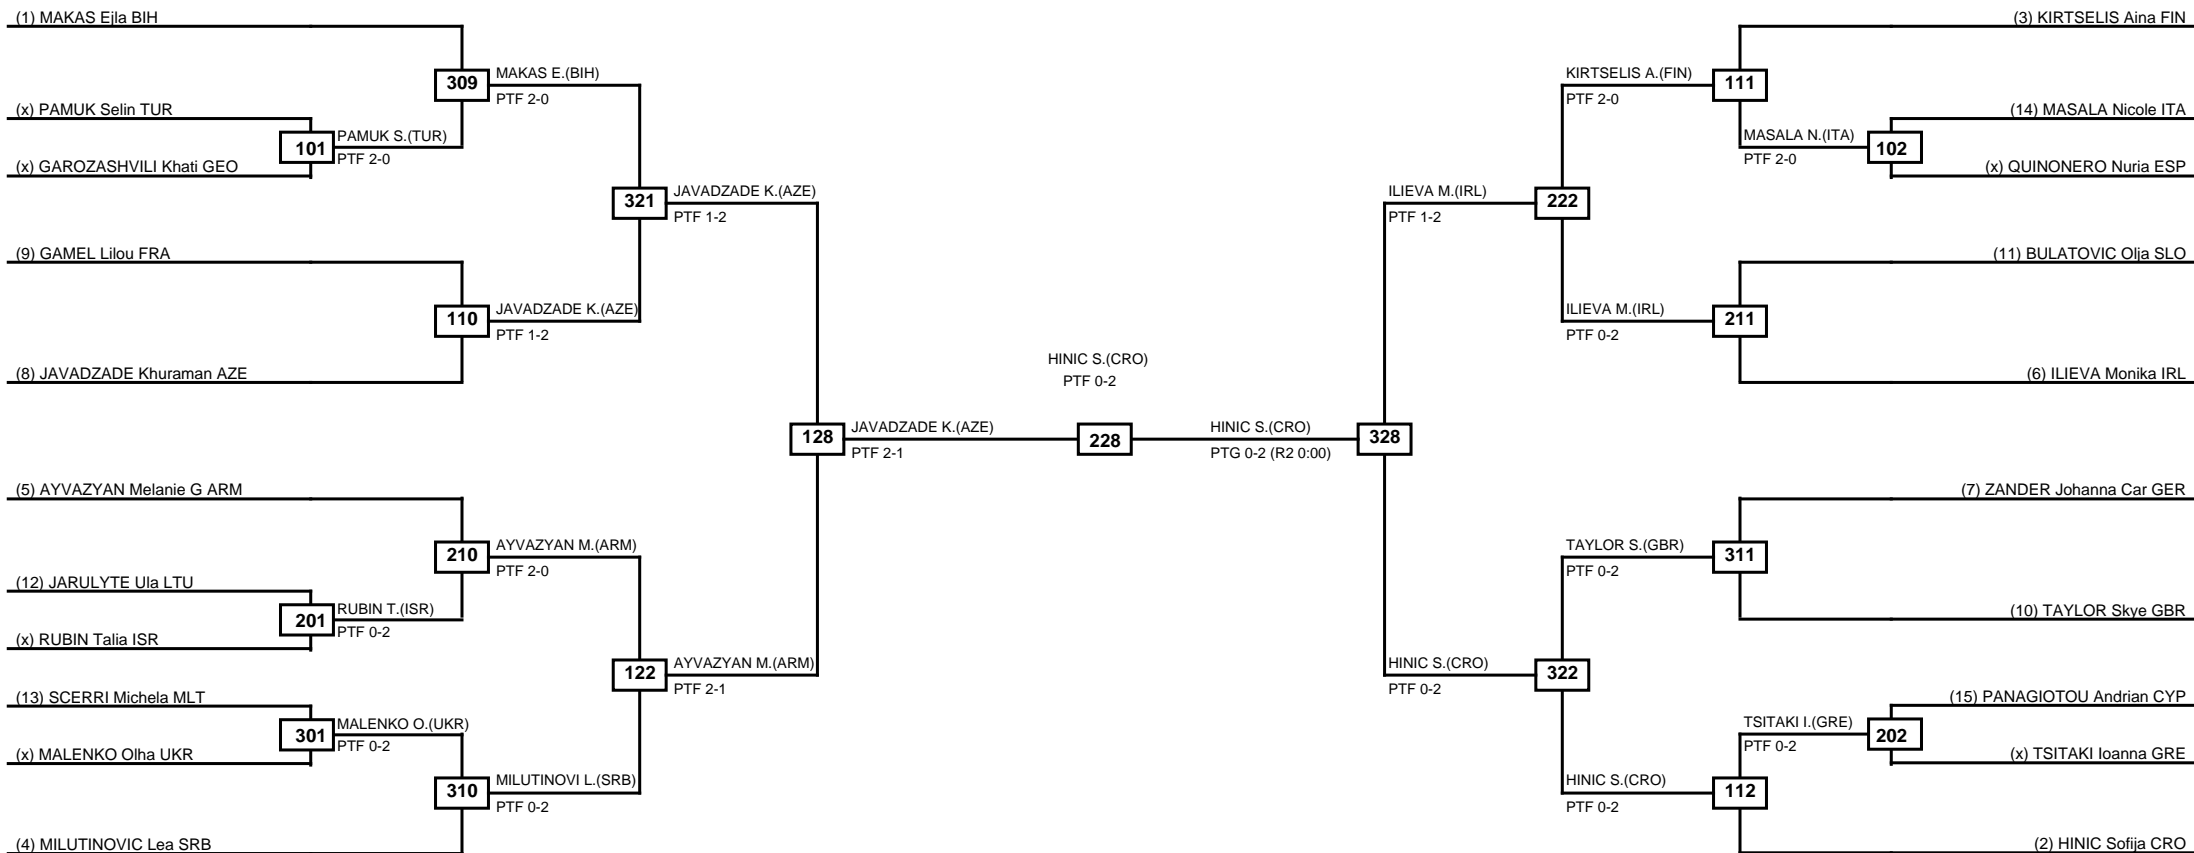 (1) MAKAS Ejla BIH
309
MAKAS E.(BIH)
PTF 2-0
(x) PAMUK Selin TUR
101
PAMUK S.(TUR)
PTF 2-0
(x) GAROZASHVILI Khati GEO
321
JAVADZADE K.(AZE)
PTF 1-2
(9) GAMEL Lilou FRA
110
JAVADZADE K.(AZE)
PTF 1-2
(8) JAVADZADE Khuraman AZE
128
JAVADZADE K.(AZE)
PTF 2-1
(5) AYVAZYAN Melanie G ARM
210
AYVAZYAN M.(ARM)
PTF 2-0
(12) JARULYTE Ula LTU
201
RUBIN T.(ISR)
PTF 0-2
(x) RUBIN Talia ISR
122
AYVAZYAN M.(ARM)
PTF 2-1
(13) SCERRI Michela MLT
301
MALENKO O.(UKR)
PTF 0-2
(x) MALENKO Olha UKR
310
MILUTINOVI L.(SRB)
PTF 0-2
(4) MILUTINOVIC Lea SRB
HINIC S.(CRO)
PTF 0-2
228
HINIC S.(CRO)
PTG 0-2 (R2 0:00)
328
(3) KIRTSELIS Aina FIN
KIRTSELIS A.(FIN)
PTF 2-0
111
(14) MASALA Nicole ITA
MASALA N.(ITA)
PTF 2-0
102
(x) QUINONERO Nuria ESP
ILIEVA M.(IRL)
PTF 1-2
222
(11) BULATOVIC Olja SLO
ILIEVA M.(IRL)
PTF 0-2
211
(6) ILIEVA Monika IRL
(7) ZANDER Johanna Car GER
TAYLOR S.(GBR)
PTF 0-2
311
(10) TAYLOR Skye GBR
HINIC S.(CRO)
PTF 0-2
322
(15) PANAGIOTOU Andrian CYP
TSITAKI I.(GRE)
PTF 0-2
202
(x) TSITAKI Ioanna GRE
HINIC S.(CRO)
PTF 0-2
112
(2) HINIC Sofija CRO